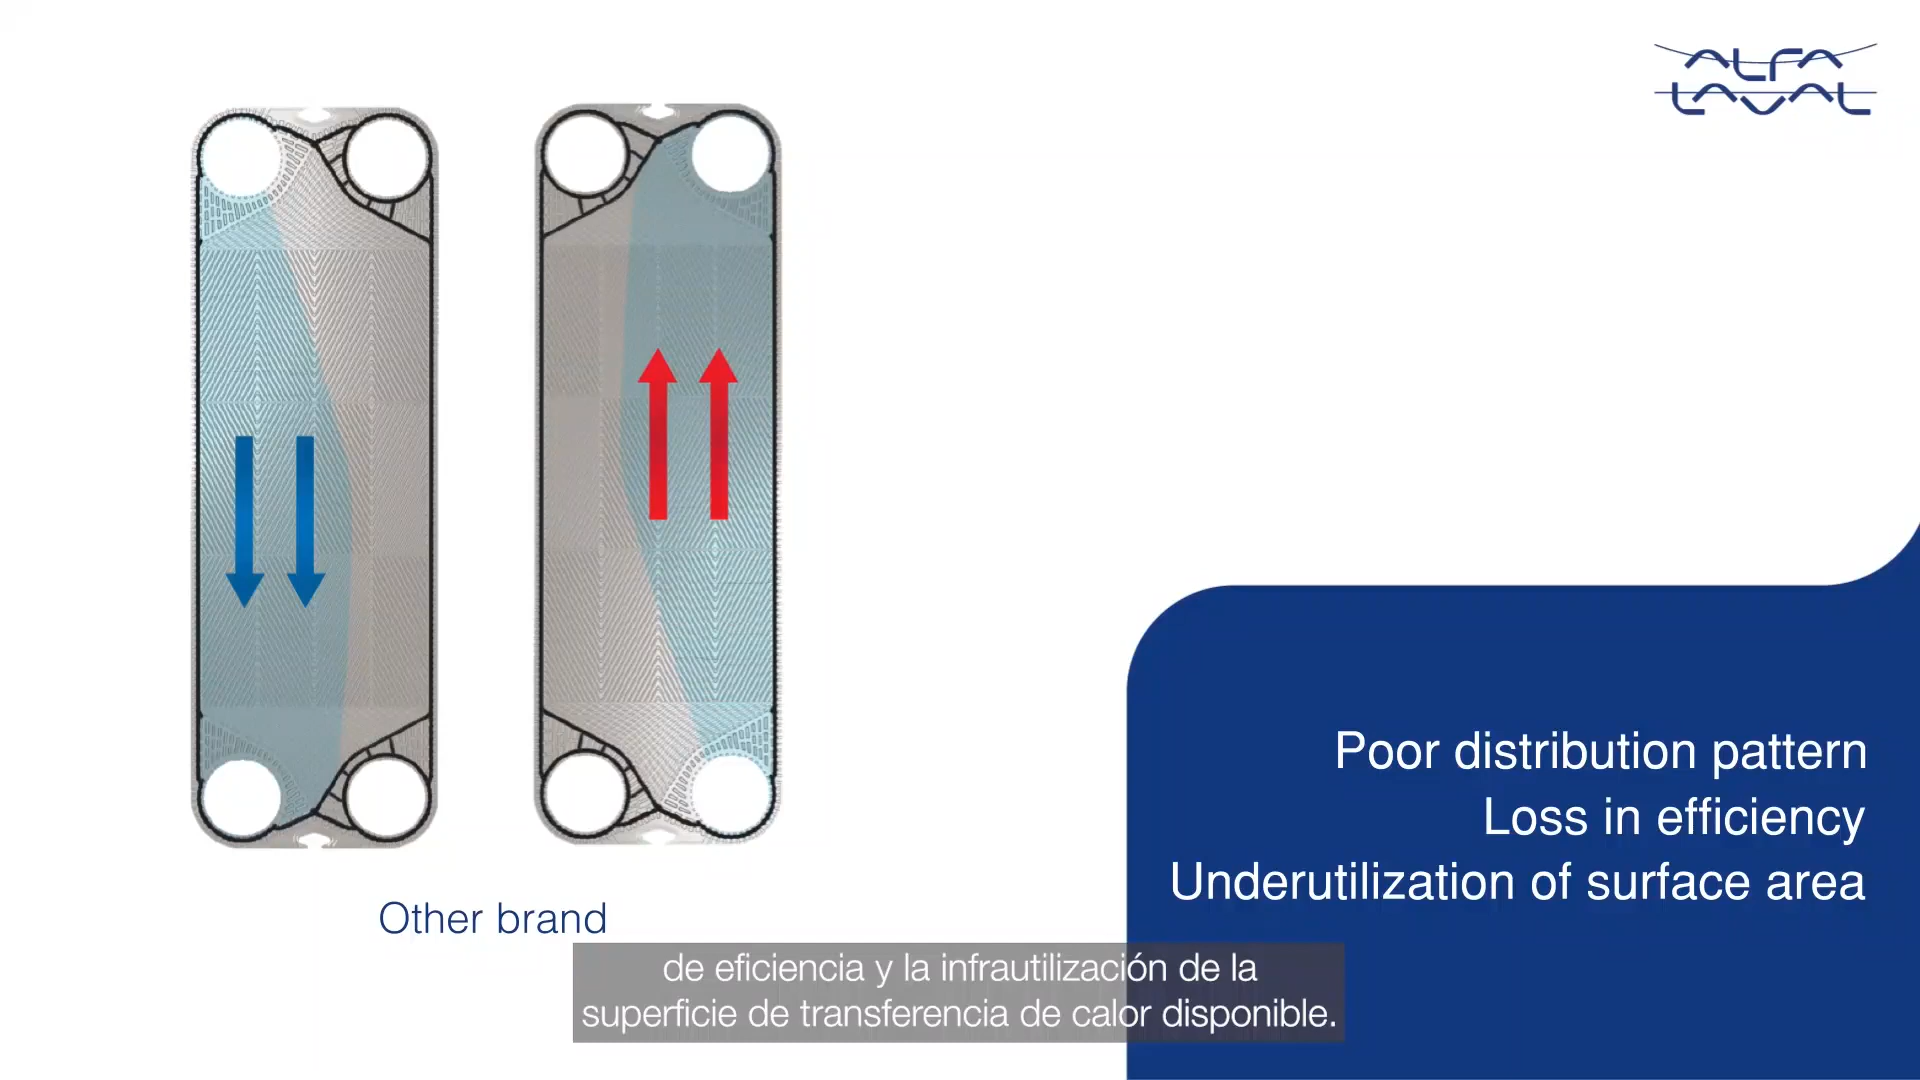 ALFA
LAVAL
Poor distribution pattern
Loss in efficiency
Underutilization of surface area
Other brand
de eficiencia y la infrautilización de la
superficie de transferencia de calor disponible.